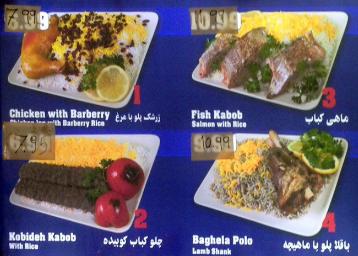 7.99
10.99
1
3
Chicken with Barberry
Chicken leg with Barberry Rice
زرشک پلو با مرغ
Fish Kabob
Salmon with Rice
ماهی کباب
7.95
10.99
2
4
Kobideh Kabob
With Rice
چلو کباب کوبیده
Baghela Polo
Lamb Shank
باقلا پلو با ماهیچه